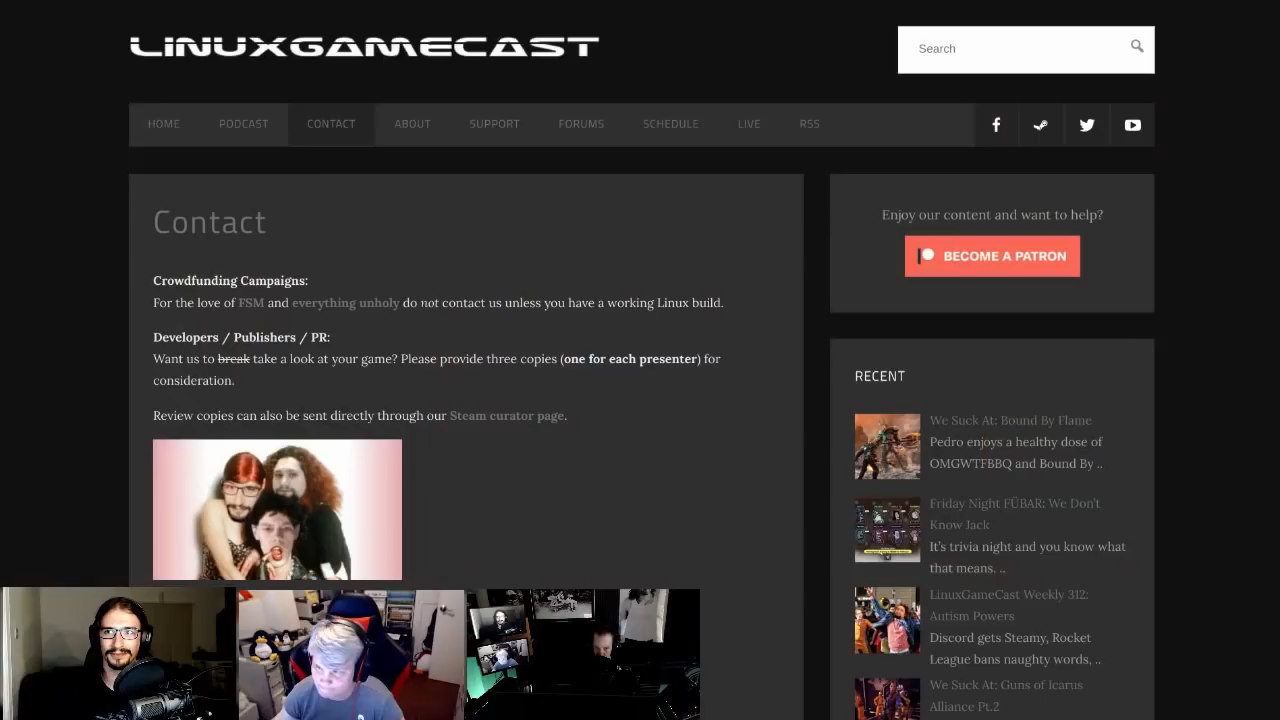 LINUXGAMECAST
Search
HOME PODCAST CONTACT ABOUT SUPPORT FORUMS SCHEDULE LIVE RSS
Contact
Crowdfunding Campaigns:
For the love of FSM and everything unholy do not contact us unless you have a working Linux build.
Developers / Publishers / PR:
Want us to break take a look at your game? Please provide three copies (one for each presenter) for
consideration.
Review copies can also be sent directly through our Steam curator page.
Enjoy our content and want to help?
BECOME A PATRON
RECENT
We Suck At: Bound By Flame
Pedro enjoys a healthy dose of
OMGWTFBBQ and Bound By ..
Friday Night FÜBAR: We Don't
Know Jack
It's trivia night and you know what
that means. ..
LinuxGameCast Weekly 312:
Autism Powers
Discord gets Steamy, Rocket
League bans naughty words, ..
We Suck At: Guns of Icarus
Alliance Pt.2